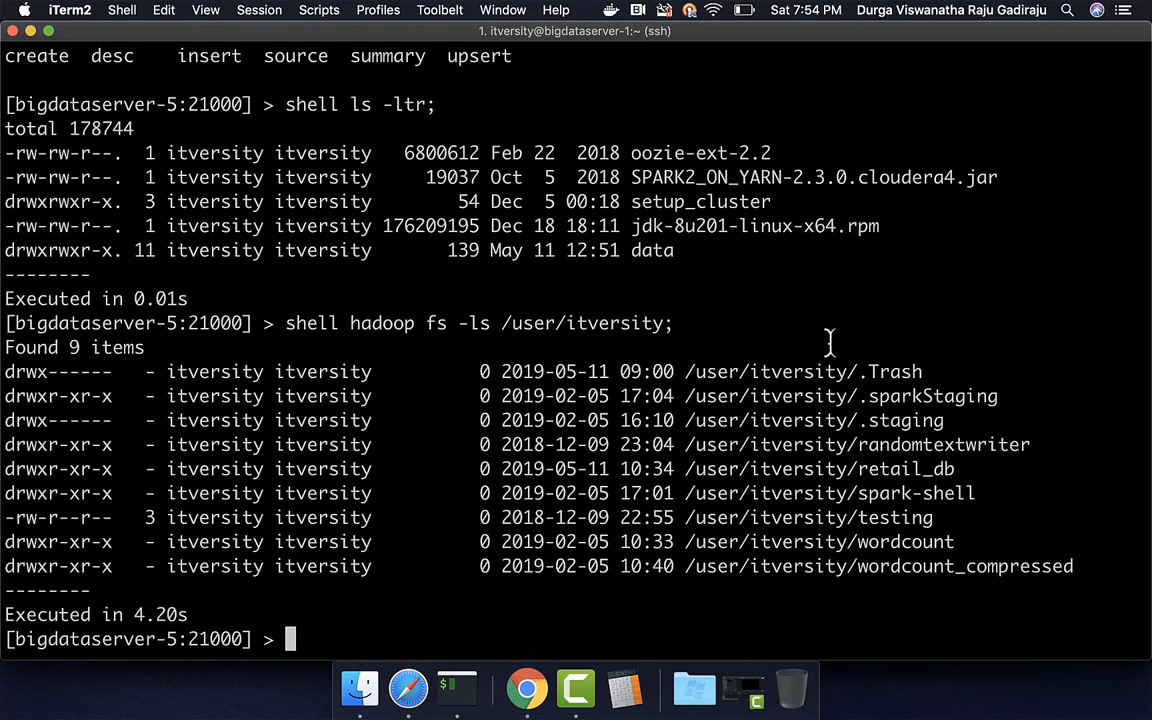 iTerm2 Shell Edit View Session Scripts Profiles Toolbelt Window Help Sat 7:54 PM Durga Viswanatha Raju Gadiraju
1. itversity@bigdataserver-1:~ (ssh)
create desc insert source summary upsert
[bigdataserver-5:21000] > shell ls -ltr;
total 178744
-rw-rw-r--. 1 itversity itversity 6800612 Feb 22 2018 oozie-ext-2.2
-rw-rw-r--. 1 itversity itversity 19037 Oct 5 2018 SPARK2_ON_YARN-2.3.0.cloudera4.jar
drwxrwxr-x. 3 itversity itversity 54 Dec 5 00:18 setup_cluster
-rw-rw-r--. 1 itversity itversity 176209195 Dec 18 18:11 jdk-8u201-linux-x64.rpm
drwxrwxr-x. 11 itversity itversity 139 May 11 12:51 data
--------
Executed in 0.01s
[bigdataserver-5:21000] > shell hadoop fs -ls /user/itversity;
Found 9 items
drwx------ - itversity itversity 0 2019-05-11 09:00 /user/itversity/.Trash
drwxr-xr-x - itversity itversity 0 2019-02-05 17:04 /user/itversity/.sparkStaging
drwx------ - itversity itversity 0 2019-02-05 16:10 /user/itversity/.staging
drwxr-xr-x - itversity itversity 0 2018-12-09 23:04 /user/itversity/randomtextwriter
drwxr-xr-x - itversity itversity 0 2019-05-11 10:34 /user/itversity/retail_db
drwxr-xr-x - itversity itversity 0 2019-02-05 17:01 /user/itversity/spark-shell
-rw-r--r-- 3 itversity itversity 0 2018-12-09 22:55 /user/itversity/testing
drwxr-xr-x - itversity itversity 0 2019-02-05 10:33 /user/itversity/wordcount
drwxr-xr-x - itversity itversity 0 2019-02-05 10:40 /user/itversity/wordcount_compressed
--------
Executed in 4.20s
[bigdataserver-5:21000] >